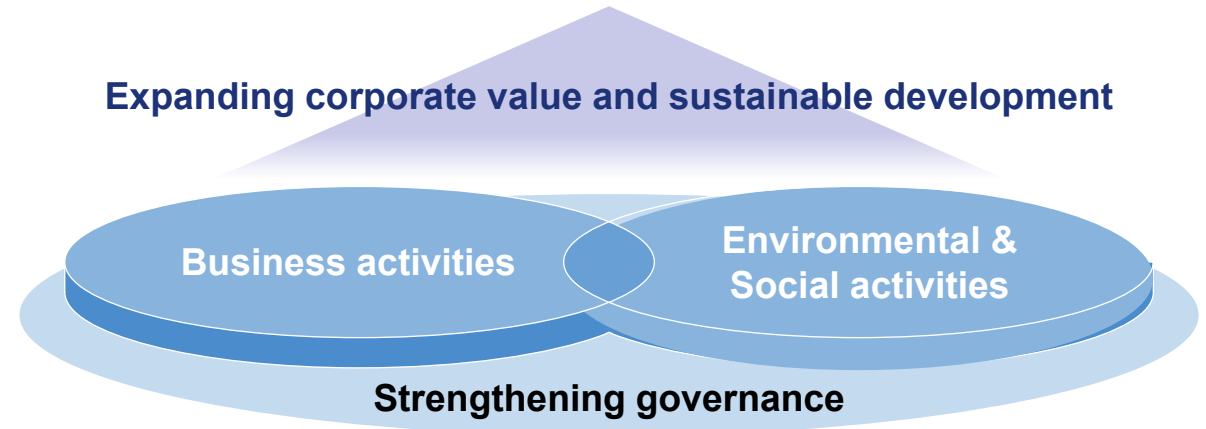 Expanding corporate value and sustainable development
Business activities
Environmental &
Social activities
Strengthening governance